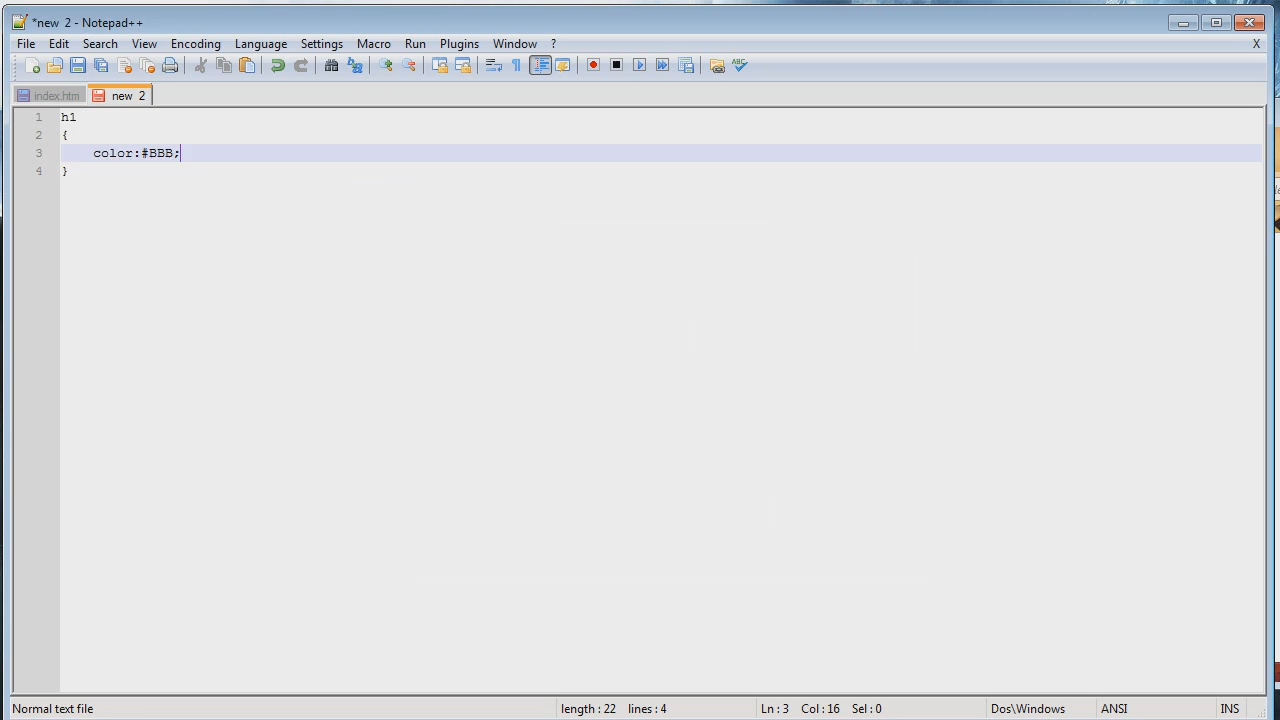 *new 2 - Notepad++
File Edit Search View Encoding Language Settings Macro Run Plugins Window ? X
index.htm new 2
1 h1
2 {
3 color:#BBB;
4 }
Normal text file length : 22 lines : 4 Ln : 3 Col : 16 Sel : 0 Dos\Windows ANSI INS